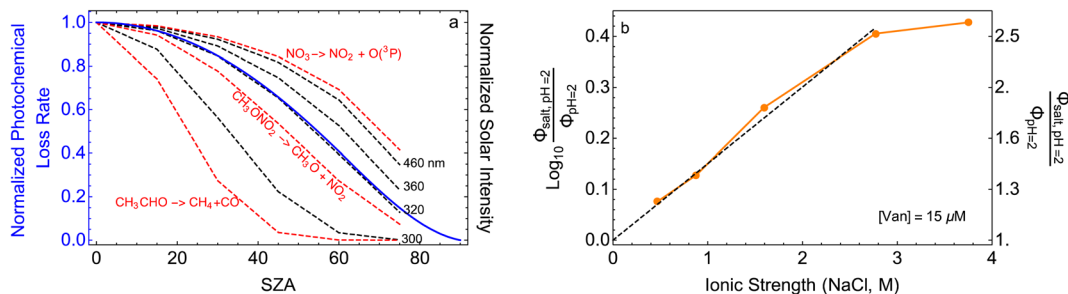 a
Normalized Photochemical
Loss Rate
1.0
0.8
0.6
0.4
0.2
0.0
0
20
40
60
80
SZA
Normalized Solar Intensity
NO3 -> NO2 + O(3P)
CH3ONO2 -> CH3O + NO2
CH3CHO -> CH4 +CO
460 nm
360
320
300
b
Log10 Φsalt, pH=2 / ΦpH=2
0.4
0.3
0.2
0.1
0.0
0
1
2
3
4
Ionic Strength (NaCl, M)
[Van] = 15 µM
2.5
2
1.6
1.3
1
Φsalt, pH=2 / ΦpH=2